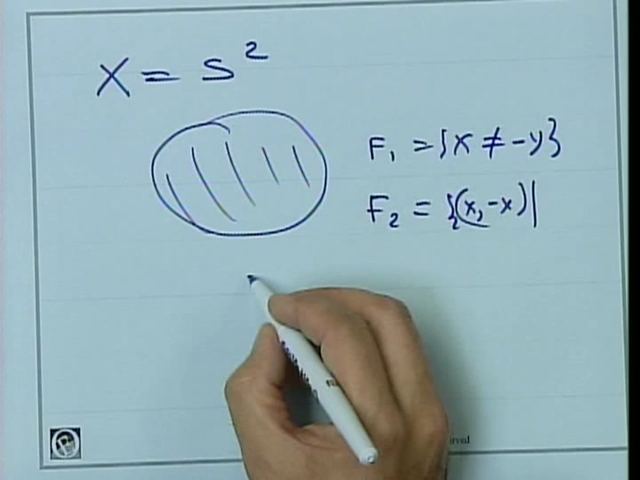 X = S²
F₁ = {x ≠ -y}
F₂ = {(x, -x)|